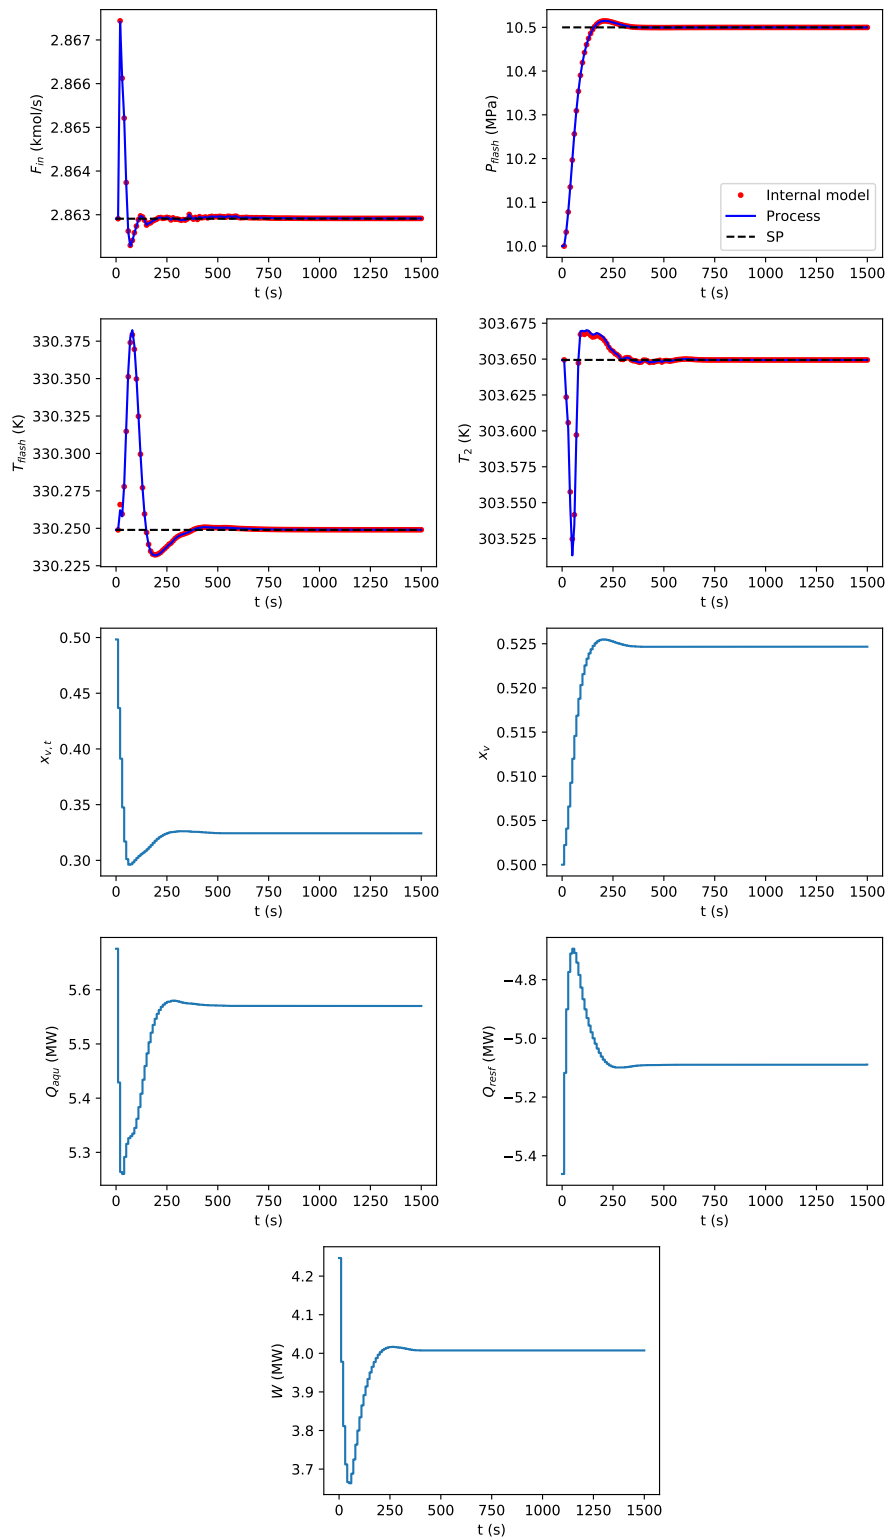 2.867
2.866
2.865
2.864
2.863
F_in (kmol/s)
0 250 500 750 1000 1250 1500
t (s)
10.5
10.4
10.3
10.2
10.1
10.0
P_flash (MPa)
Internal model
Process
SP
0 250 500 750 1000 1250 1500
t (s)
330.375
330.350
330.325
330.300
330.275
330.250
330.225
T_flash (K)
0 250 500 750 1000 1250 1500
t (s)
303.675
303.650
303.625
303.600
303.575
303.550
303.525
T_2 (K)
0 250 500 750 1000 1250 1500
t (s)
0.50
0.45
0.40
0.35
0.30
x_v,t
0 250 500 750 1000 1250 1500
t (s)
0.525
0.520
0.515
0.510
0.505
0.500
x_v
0 250 500 750 1000 1250 1500
t (s)
5.6
5.5
5.4
5.3
Q_aqu (MW)
0 250 500 750 1000 1250 1500
t (s)
−4.8
−5.0
−5.2
−5.4
Q_resf (MW)
0 250 500 750 1000 1250 1500
t (s)
4.2
4.1
4.0
3.9
3.8
3.7
W (MW)
0 250 500 750 1000 1250 1500
t (s)